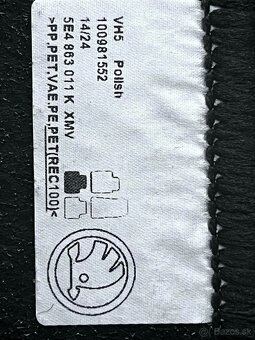 VH5 Polish
100981552
14/24
5E4 863 011 K XMV
>PP,PET.VAE.PE,PET(REC100)<
Bazos.sk